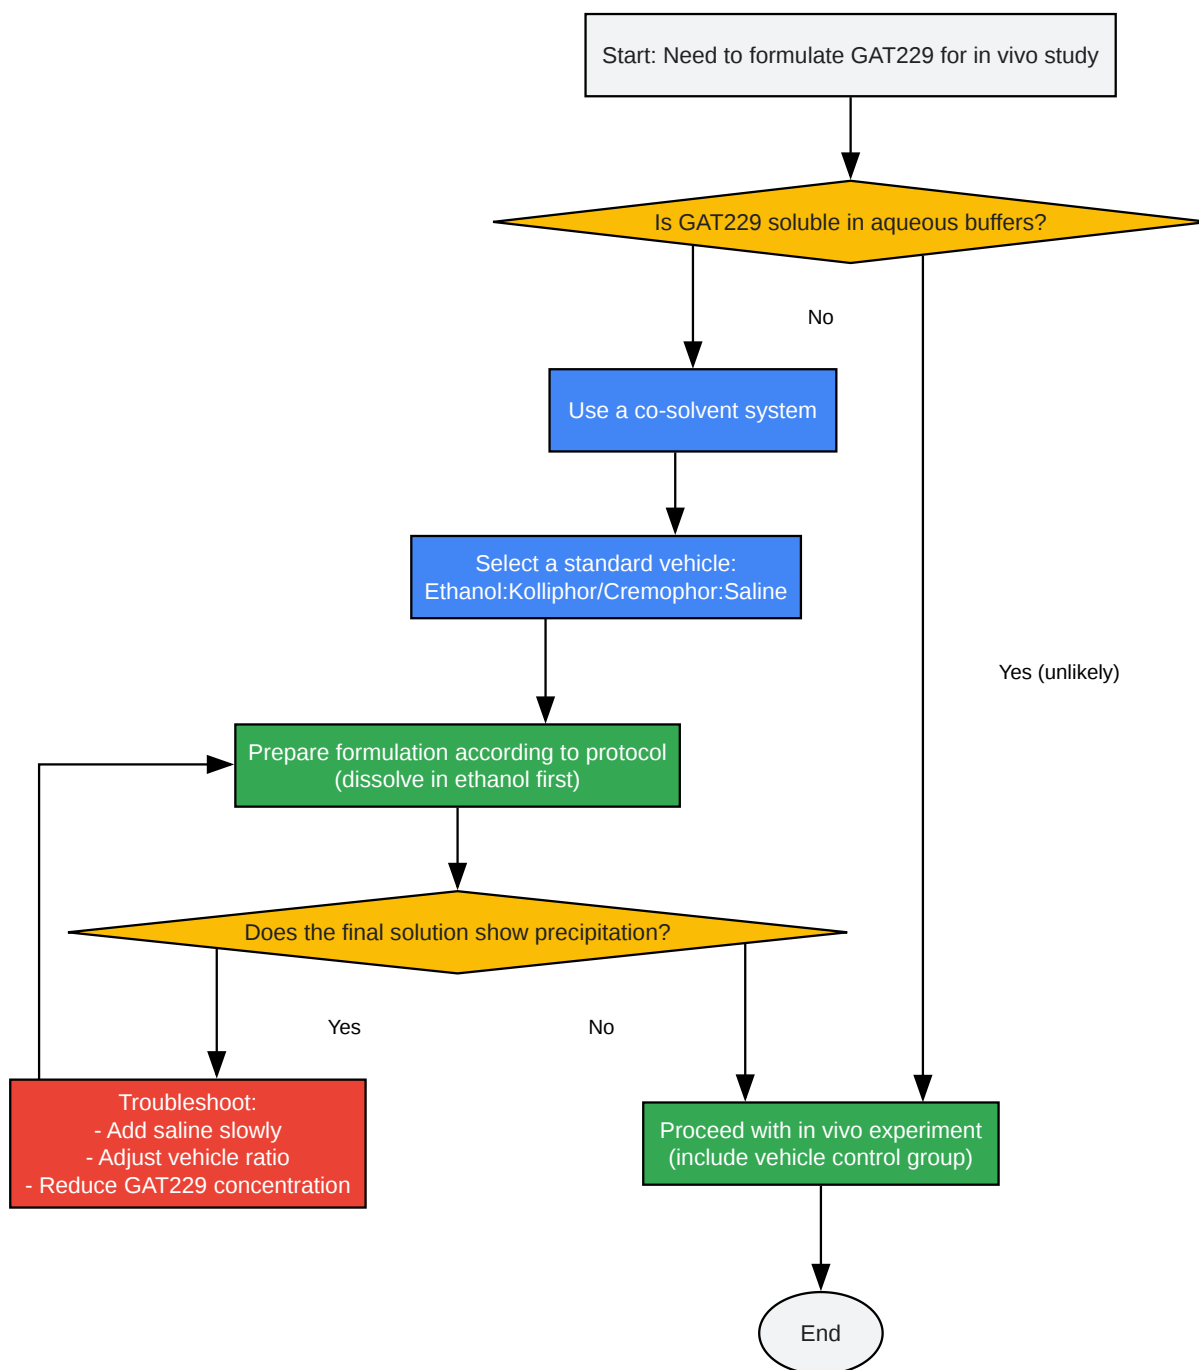 Start: Need to formulate GAT229 for in vivo study
Is GAT229 soluble in aqueous buffers?
No
Use a co-solvent system
Select a standard vehicle:
Ethanol:Kolliphor/Cremophor:Saline
Yes (unlikely)
Prepare formulation according to protocol
(dissolve in ethanol first)
Does the final solution show precipitation?
Yes
No
Troubleshoot:
- Add saline slowly
- Adjust vehicle ratio
- Reduce GAT229 concentration
Proceed with in vivo experiment
(include vehicle control group)
End